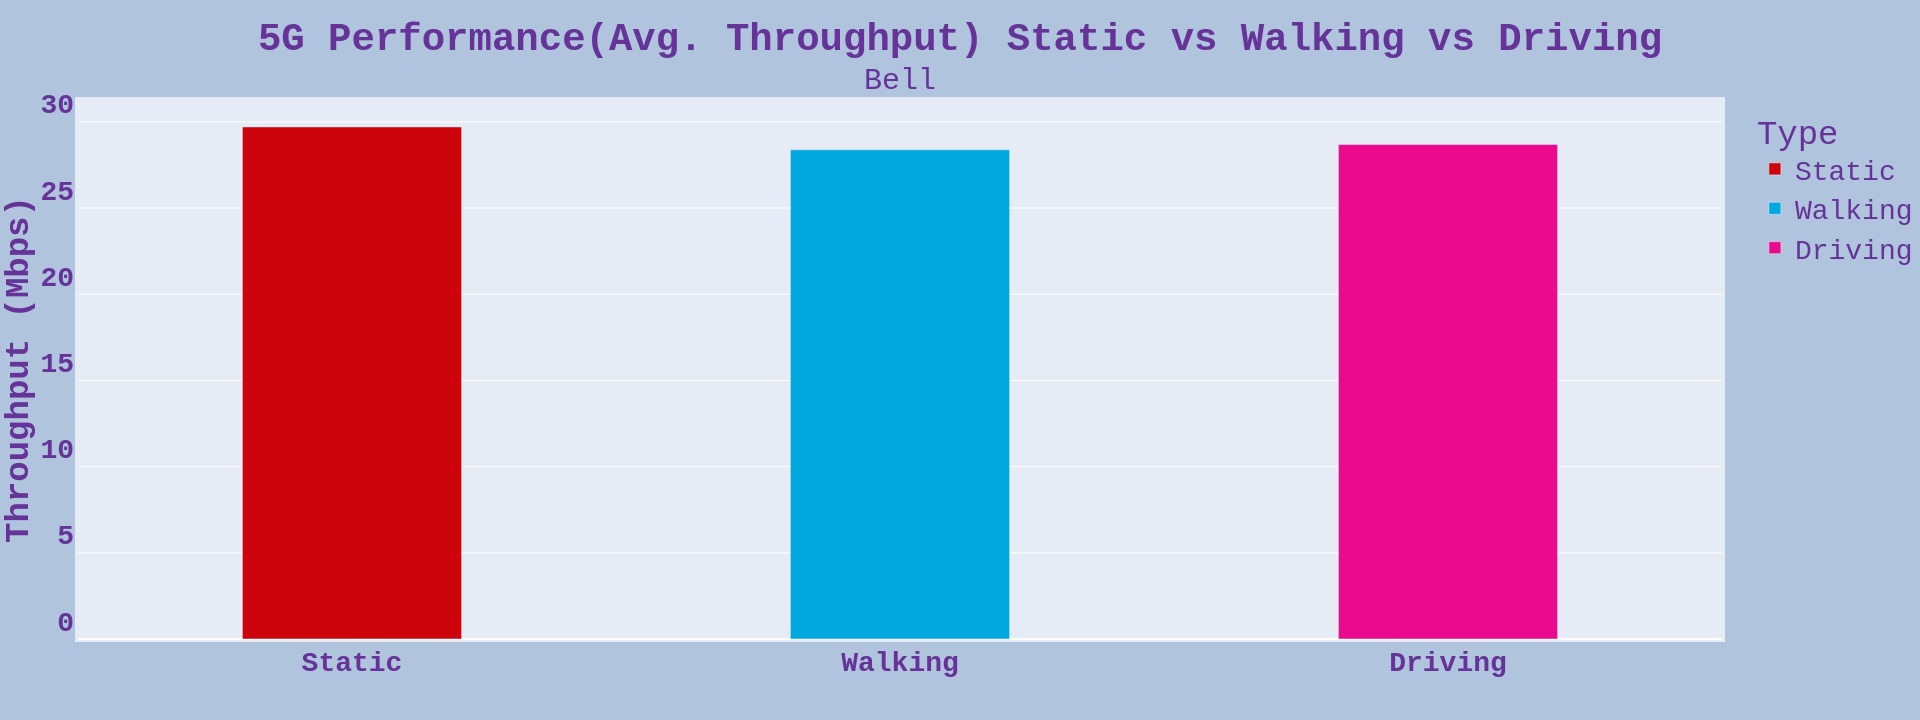 5G Performance(Avg. Throughput) Static vs Walking vs Driving
Bell
Throughput (Mbps)
30
25
20
15
10
5
0
Static
Walking
Driving
Type
Static
Walking
Driving